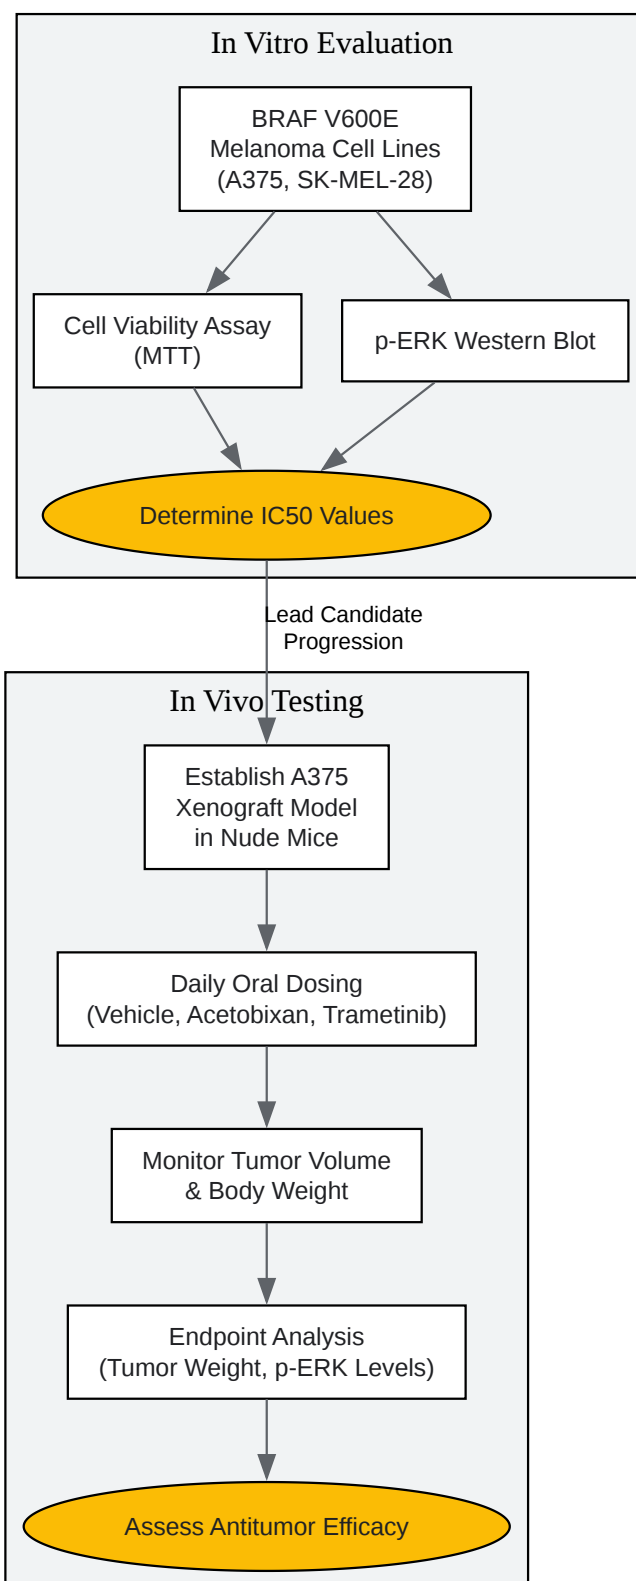 In Vitro Evaluation
BRAF V600E
Melanoma Cell Lines
(A375, SK-MEL-28)
Cell Viability Assay
(MTT)
p-ERK Western Blot
Determine IC50 Values
Lead Candidate
Progression
In Vivo Testing
Establish A375
Xenograft Model
in Nude Mice
Daily Oral Dosing
(Vehicle, Acetobixan, Trametinib)
Monitor Tumor Volume
& Body Weight
Endpoint Analysis
(Tumor Weight, p-ERK Levels)
Assess Antitumor Efficacy